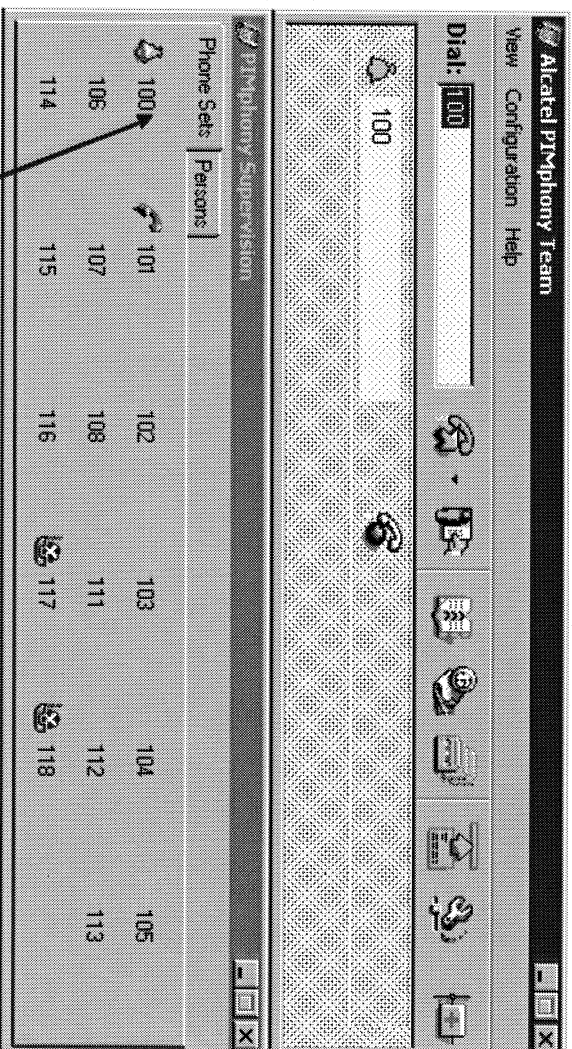 Alcatel PIMphony Team
View Configuration Help
Dial: 100
100
PIMphony Supervision
Phone Sets Persons
100 101 102 103 104 105
106 107 108 111 112 113
114 115 116 117 118